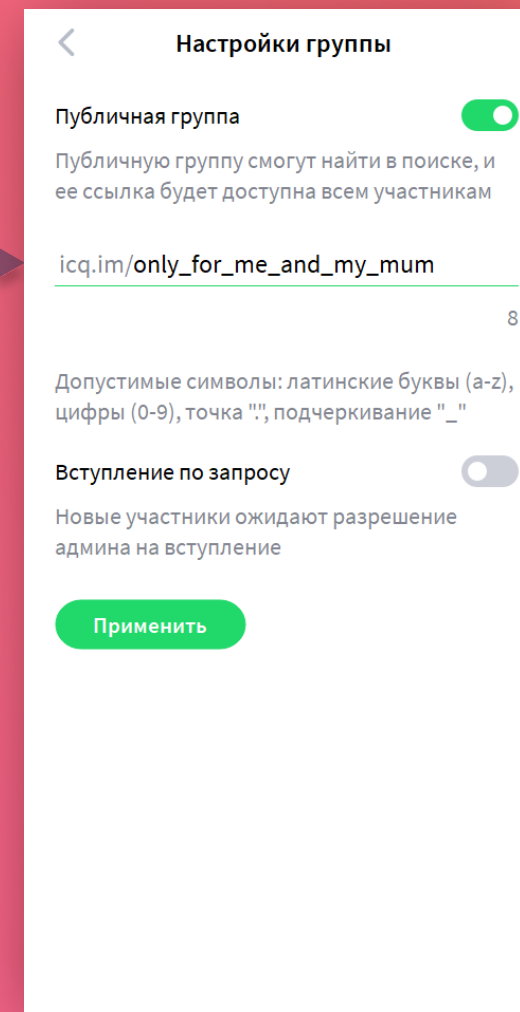 Настройки группы
Публичная группа
Публичную группу смогут найти в поиске, и
ее ссылка будет доступна всем участникам
icq.im/only_for_me_and_my_mum
8
Допустимые символы: латинские буквы (a-z),
цифры (0-9), точка ".", подчеркивание "_"
Вступление по запросу
Новые участники ожидают разрешение
админа на вступление
Применить